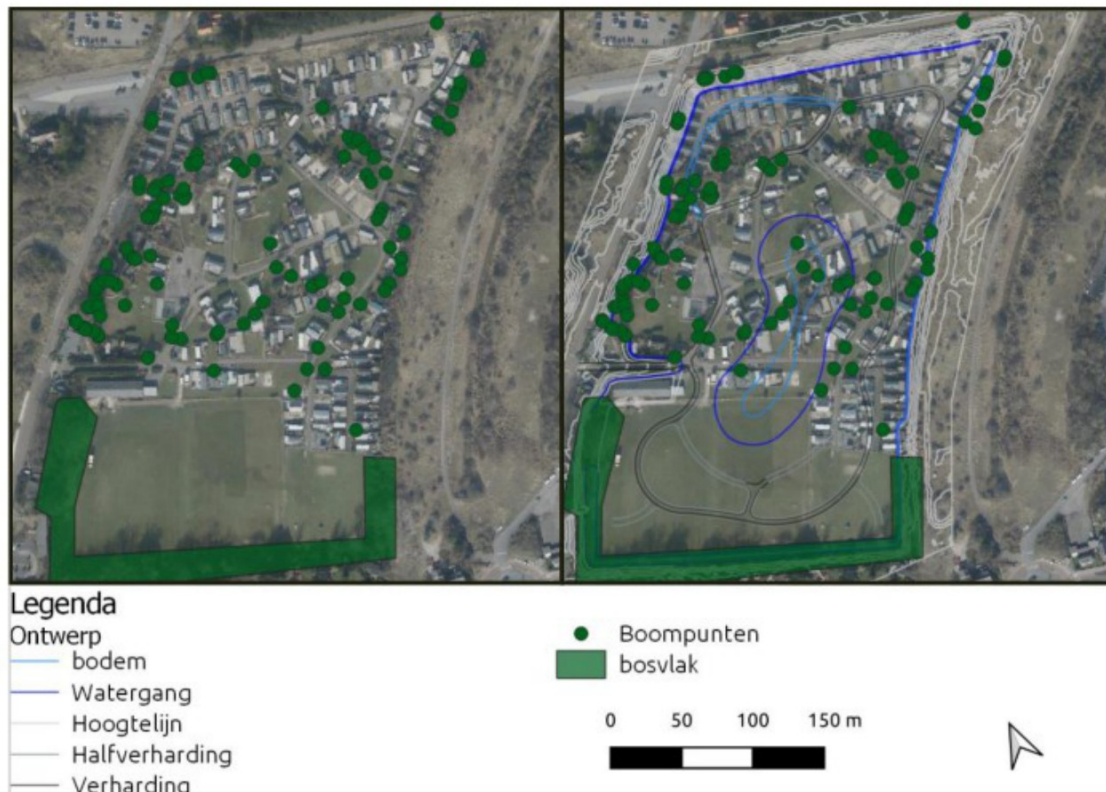 Legenda
Ontwerp
bodem
Watergang
Hoogtelijn
Halfverharding
Verharding
Boompunten
bosvlak
0 50 100 150 m